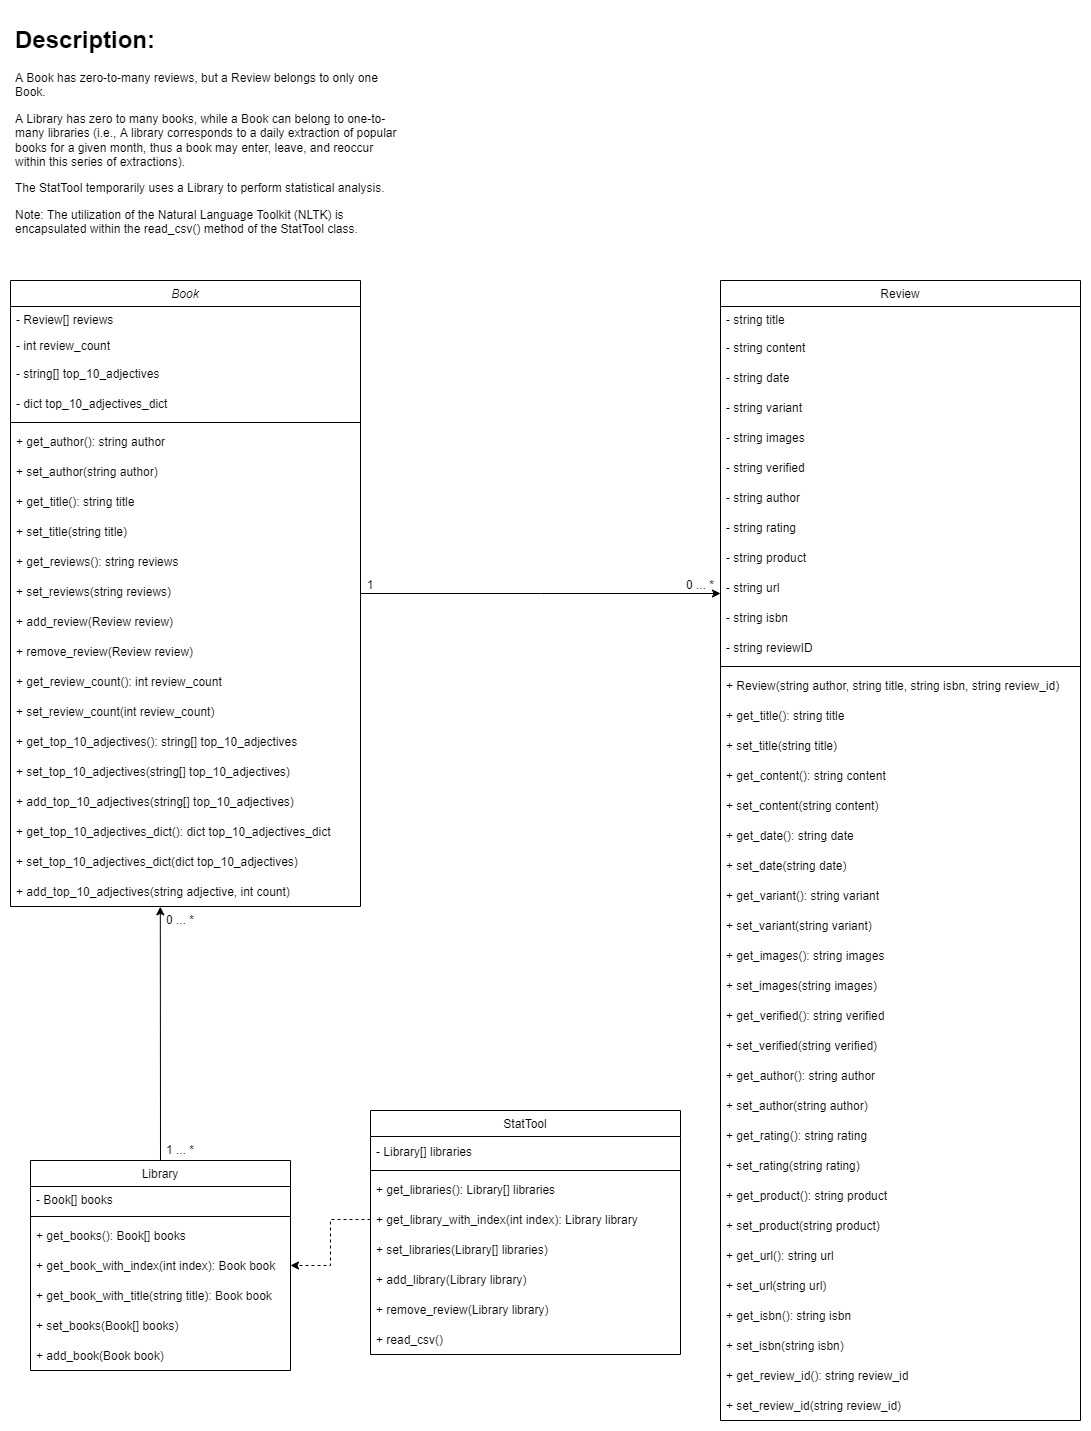 Description:
A Book has zero-to-many reviews, but a Review belongs to only one
Book.
A Library has zero to many books, while a Book can belong to one-to-
many libraries (i.e., A library corresponds to a daily extraction of popular
books for a given month, thus a book may enter, leave, and reoccur
within this series of extractions).
The StatTool temporarily uses a Library to perform statistical analysis.
Note: The utilization of the Natural Language Toolkit (NLTK) is
encapsulated within the read_csv() method of the StatTool class.
Book
- Review[] reviews
- int review_count
- string[] top_10_adjectives
- dict top_10_adjectives_dict
+ get_author(): string author
+ set_author(string author)
+ get_title(): string title
+ set_title(string title)
+ get_reviews(): string reviews
+ set_reviews(string reviews)
+ add_review(Review review)
+ remove_review(Review review)
+ get_review_count(): int review_count
+ set_review_count(int review_count)
+ get_top_10_adjectives(): string[] top_10_adjectives
+ set_top_10_adjectives(string[] top_10_adjectives)
+ add_top_10_adjectives(string[] top_10_adjectives)
+ get_top_10_adjectives_dict(): dict top_10_adjectives_dict
+ set_top_10_adjectives_dict(dict top_10_adjectives)
+ add_top_10_adjectives(string adjective, int count)
1
0 ... *
Review
- string title
- string content
- string date
- string variant
- string images
- string verified
- string author
- string rating
- string product
- string url
- string isbn
- string reviewID
+ Review(string author, string title, string isbn, string review_id)
+ get_title(): string title
+ set_title(string title)
+ get_content(): string content
+ set_content(string content)
+ get_date(): string date
+ set_date(string date)
+ get_variant(): string variant
+ set_variant(string variant)
+ get_images(): string images
+ set_images(string images)
+ get_verified(): string verified
+ set_verified(string verified)
+ get_author(): string author
+ set_author(string author)
+ get_rating(): string rating
+ set_rating(string rating)
+ get_product(): string product
+ set_product(string product)
+ get_url(): string url
+ set_url(string url)
+ get_isbn(): string isbn
+ set_isbn(string isbn)
+ get_review_id(): string review_id
+ set_review_id(string review_id)
0 ... *
1 ... *
Library
- Book[] books
+ get_books(): Book[] books
+ get_book_with_index(int index): Book book
+ get_book_with_title(string title): Book book
+ set_books(Book[] books)
+ add_book(Book book)
StatTool
- Library[] libraries
+ get_libraries(): Library[] libraries
+ get_library_with_index(int index): Library library
+ set_libraries(Library[] libraries)
+ add_library(Library library)
+ remove_review(Library library)
+ read_csv()